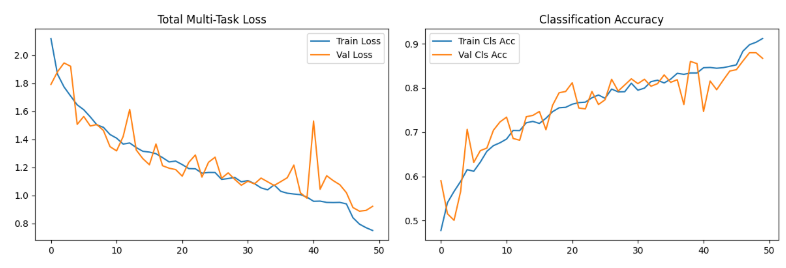 Total Multi-Task Loss
Train Loss
Val Loss
2.0
1.8
1.6
1.4
1.2
1.0
0.8
0 10 20 30 40 50
Classification Accuracy
Train Cls Acc
Val Cls Acc
0.9
0.8
0.7
0.6
0.5
0 10 20 30 40 50